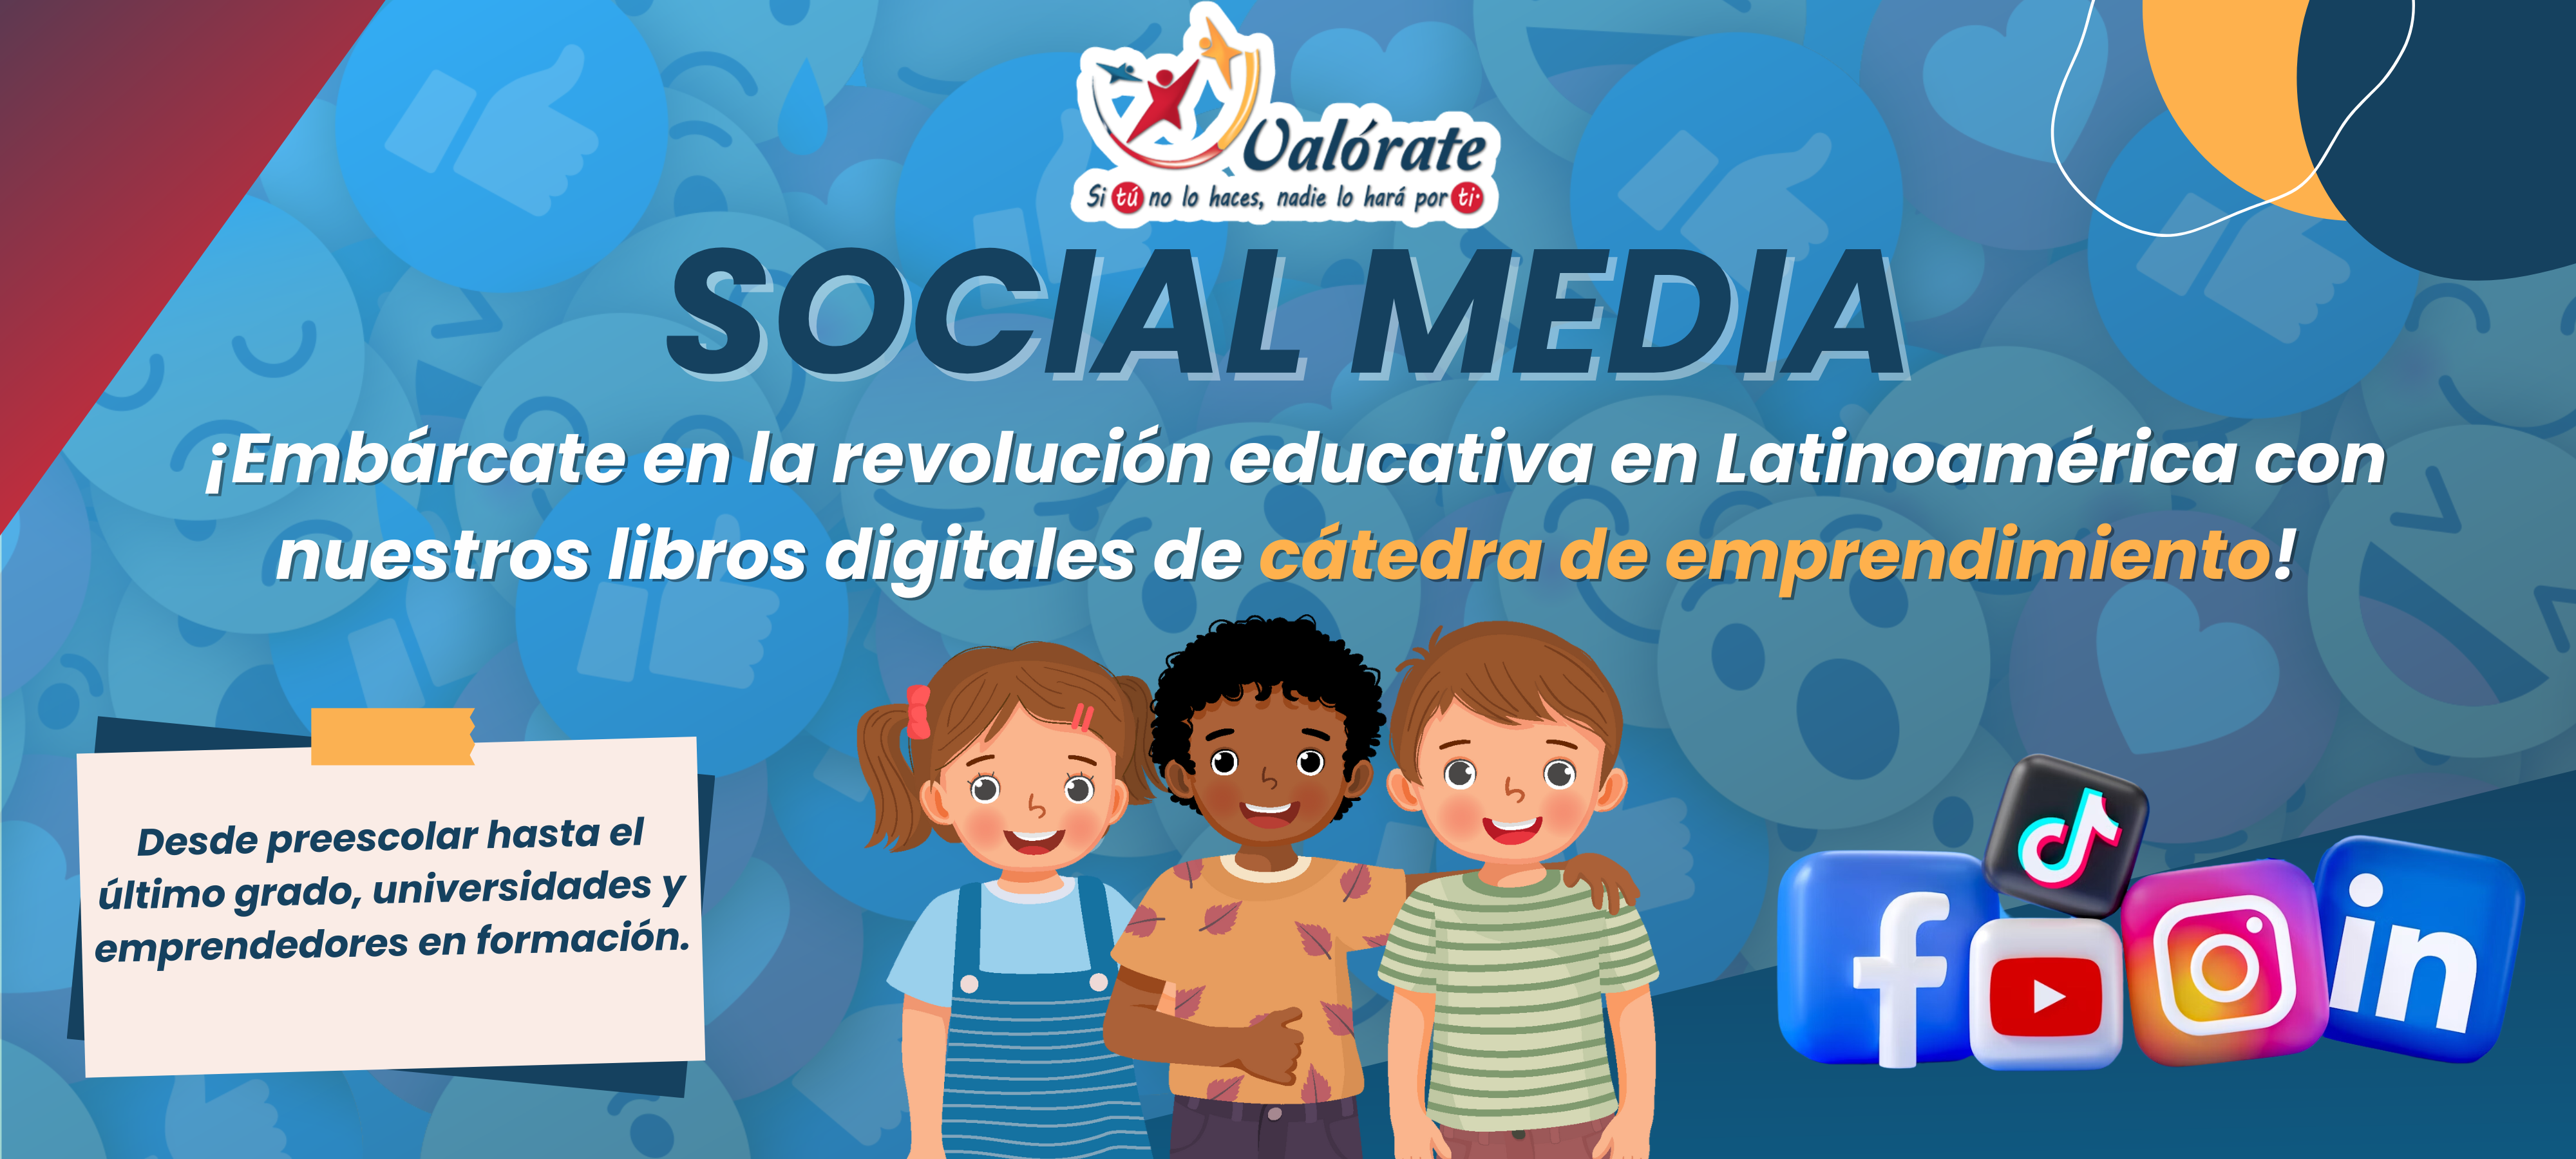 Valórate
Si tú no lo haces, nadie lo hará por ti.
SOCIAL MEDIA
¡Embárcate en la revolución educativa en Latinoamérica con
nuestros libros digitales de cátedra de emprendimiento!
Desde preescolar hasta el
último grado, universidades y
emprendedores en formación.
in